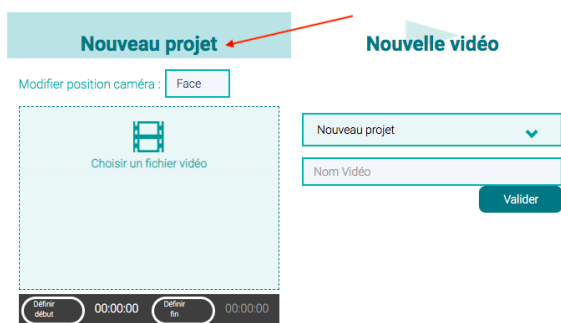 Nouveau projet
Modifier position caméra : Face
Choisir un fichier vidéo
Définir début 00:00:00 Définir fin 00:00:00
Nouvelle vidéo
Nouveau projet
Nom Vidéo
Valider